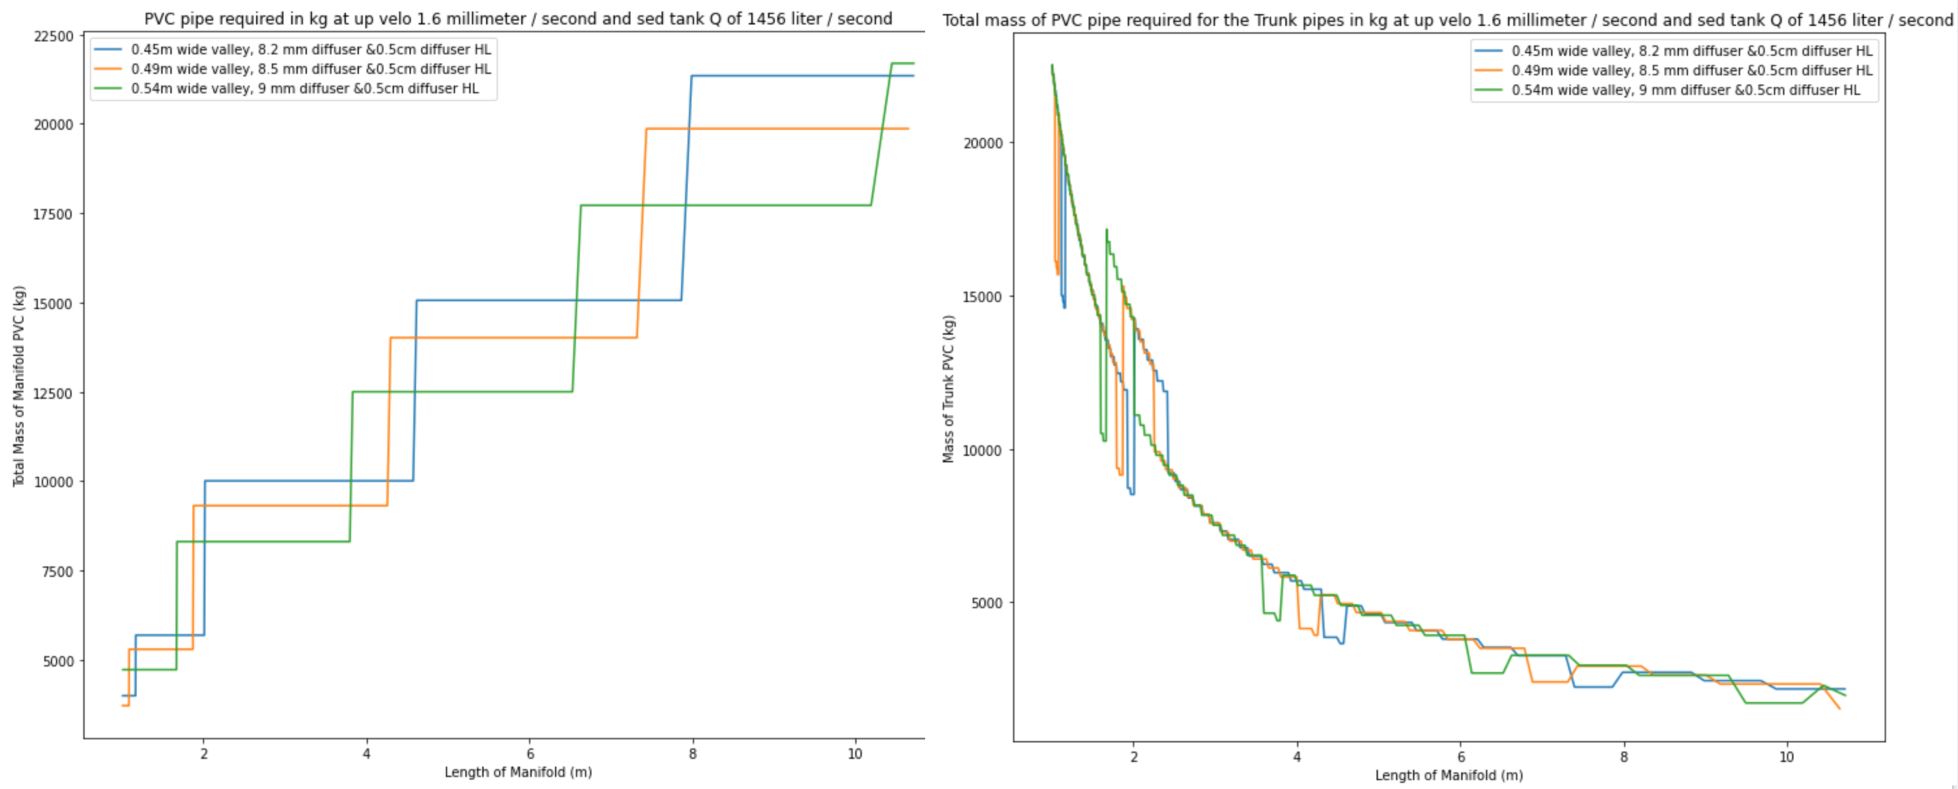 PVC pipe required in kg at up velo 1.6 millimeter / second and sed tank Q of 1456 liter / second
0.45m wide valley, 8.2 mm diffuser &0.5cm diffuser HL
0.49m wide valley, 8.5 mm diffuser &0.5cm diffuser HL
0.54m wide valley, 9 mm diffuser &0.5cm diffuser HL
22500
20000
17500
15000
12500
10000
7500
5000
Total Mass of Manifold PVC (kg)
2 4 6 8 10
Length of Manifold (m)
Total mass of PVC pipe required for the Trunk pipes in kg at up velo 1.6 millimeter / second and sed tank Q of 1456 liter / second
0.45m wide valley, 8.2 mm diffuser &0.5cm diffuser HL
0.49m wide valley, 8.5 mm diffuser &0.5cm diffuser HL
0.54m wide valley, 9 mm diffuser &0.5cm diffuser HL
20000
15000
10000
5000
Mass of Trunk PVC (kg)
2 4 6 8 10
Length of Manifold (m)